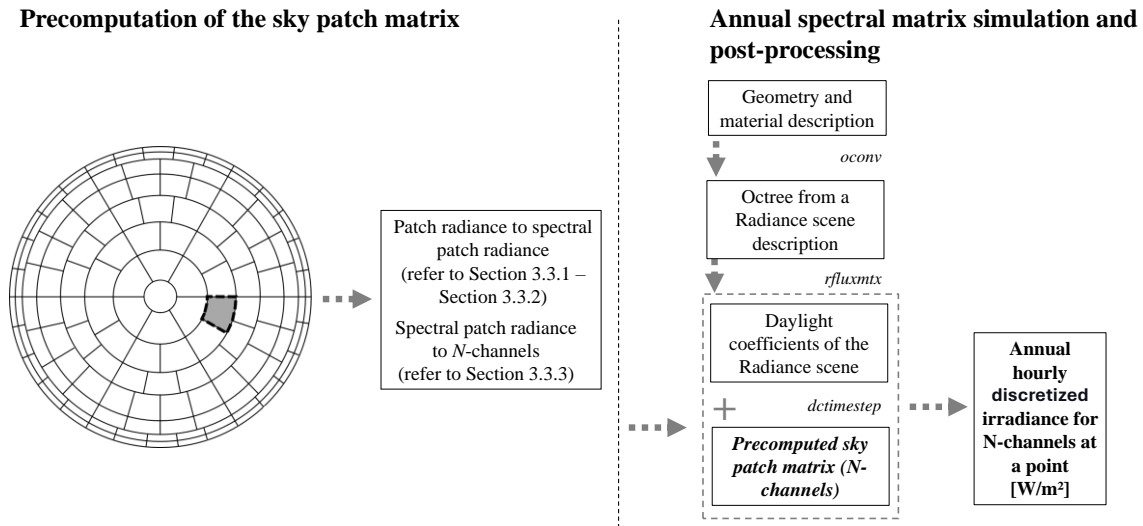 Precomputation of the sky patch matrix
Patch radiance to spectral
patch radiance
(refer to Section 3.3.1 –
Section 3.3.2)
Spectral patch radiance
to N-channels
(refer to Section 3.3.3)
Annual spectral matrix simulation and
post-processing
Geometry and
material description
oconv
Octree from a
Radiance scene
description
rfluxmtx
Daylight
coefficients of the
Radiance scene
+
dctimestep
Precomputed sky
patch matrix (N-
channels)
Annual
hourly
discretized
irradiance for
N-channels at
a point
[W/m²]